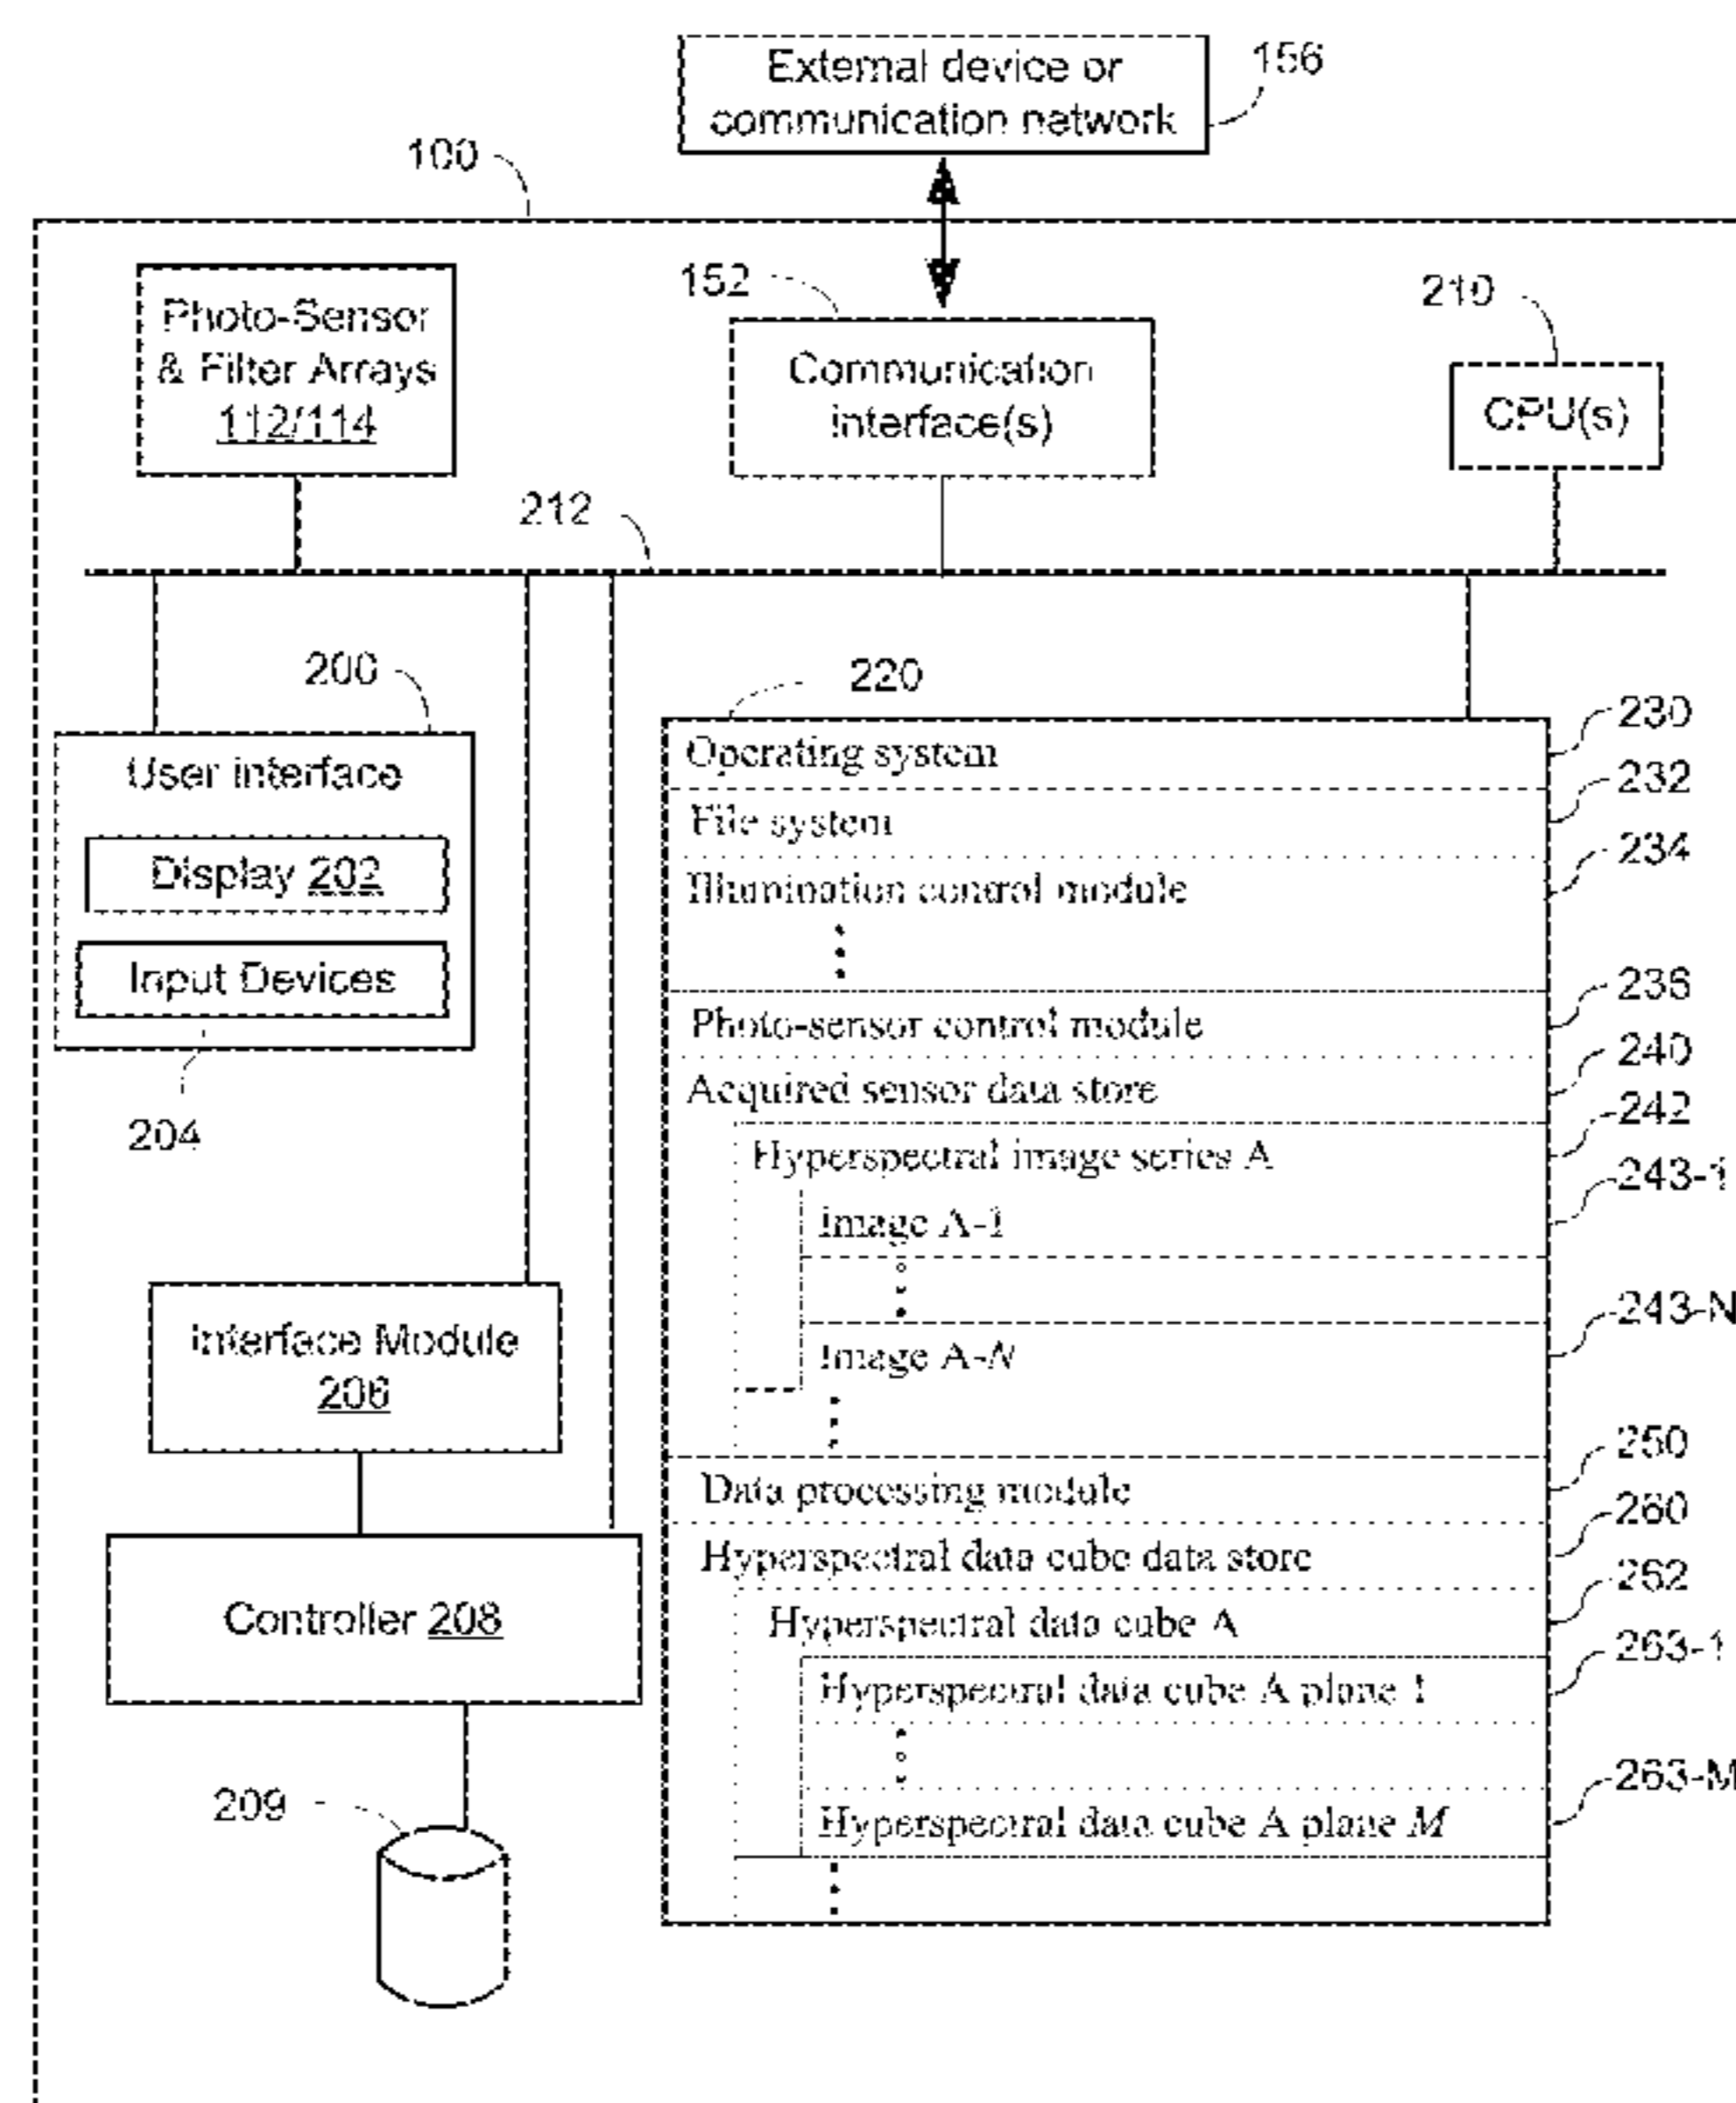 External device or
communication network
156
100
Photo-Sensor
& Filter Arrays
112/114
152
Communication
interface(s)
210
CPU(s)
212
200
User interface
Display 202
Input Devices
204
Interface Module
206
Controller 208
209
220
Operating system
230
File system
232
Illumination control module
234
Photo-sensor control module
236
Acquired sensor data store
240
Hyperspectral image series A
242
Image A-1
243-1
Image A-N
243-N
Data processing module
250
Hyperspectral data cube data store
260
Hyperspectral data cube A
262
Hyperspectral data cube A plane 1
263-1
Hyperspectral data cube A plane M
263-M